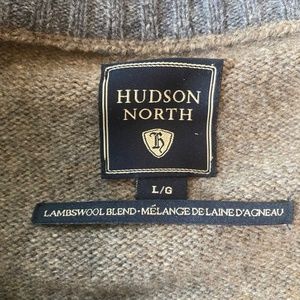 HUDSON
NORTH
L/G
LAMBSWOOL BLEND • MÉLANGE DE LAINE D'AGNEAU